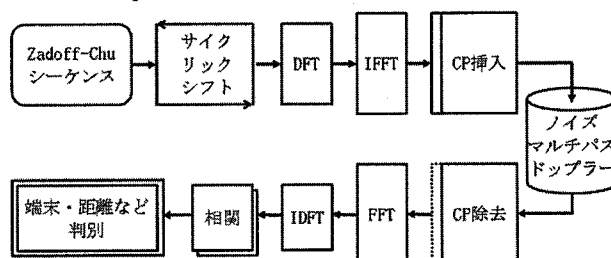 Zadoff-Chu
シーケンス
サイク
リック
シフト
DFT
IFFT
CP挿入
ノイズ
マルチパス
ドップラー
端末・距離など
判別
相関
IDFT
FFT
CP除去